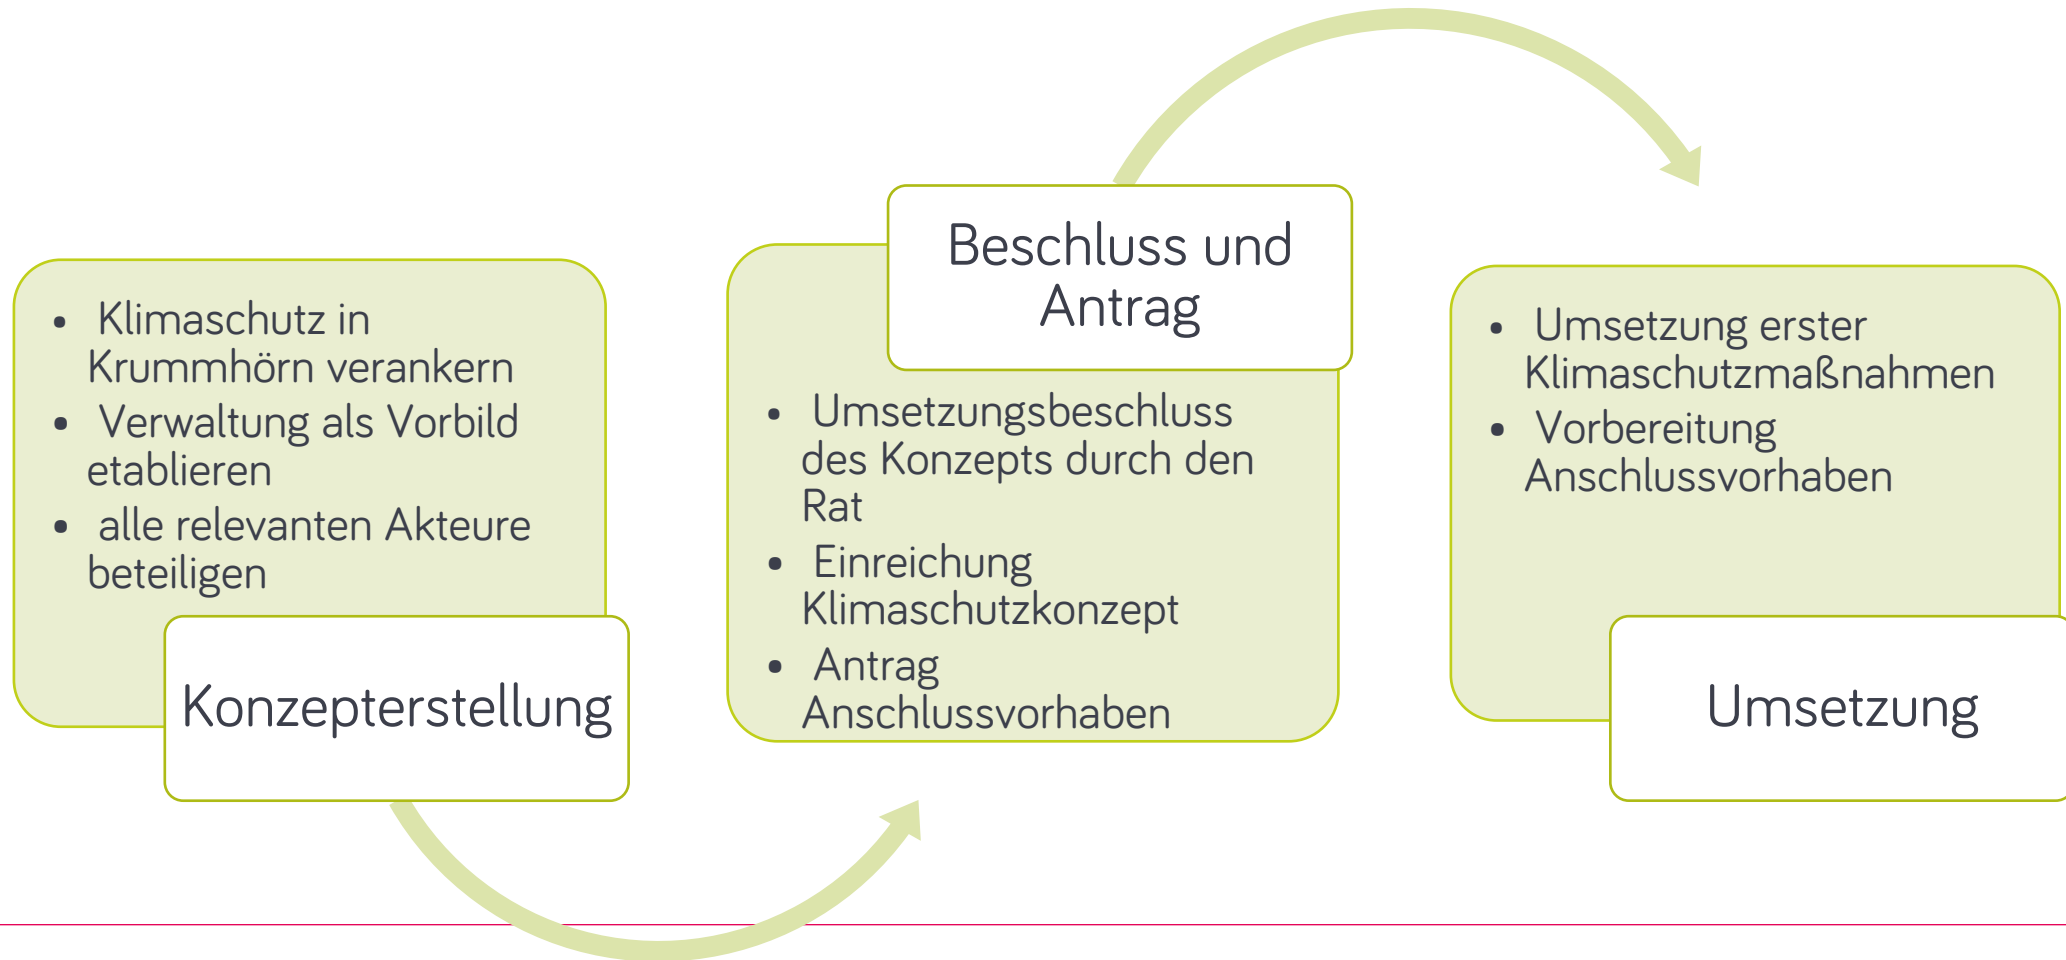 • Klimaschutz in
Krummhörn verankern
• Verwaltung als Vorbild
etablieren
• alle relevanten Akteure
beteiligen
Konzepterstellung
Beschluss und
Antrag
• Umsetzungsbeschluss
des Konzepts durch den
Rat
• Einreichung
Klimaschutzkonzept
• Antrag
Anschlussvorhaben
• Umsetzung erster
Klimaschutzmaßnahmen
• Vorbereitung
Anschlussvorhaben
Umsetzung